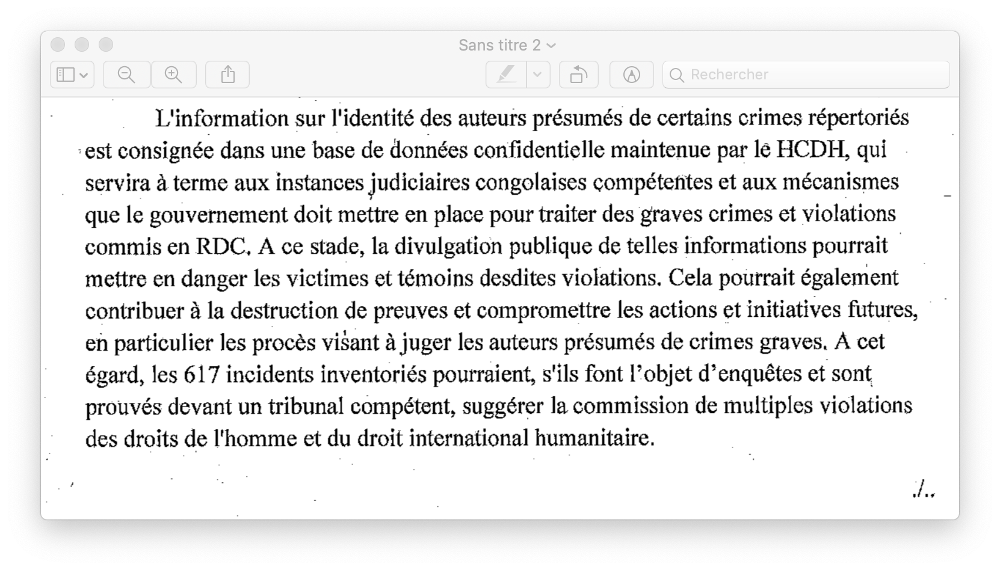 Sans titre 2
Rechercher
L'information sur l'identité des auteurs présumés de certains crimes répertoriés
est consignée dans une base de données confidentielle maintenue par le HCDH, qui
servira à terme aux instances judiciaires congolaises compétentes et aux mécanismes
que le gouvernement doit mettre en place pour traiter des graves crimes et violations
commis en RDC. A ce stade, la divulgation publique de telles informations pourrait
mettre en danger les victimes et témoins desdites violations. Cela pourrait également
contribuer à la destruction de preuves et compromettre les actions et initiatives futures,
en particulier les procès visant à juger les auteurs présumés de crimes graves. A cet
égard, les 617 incidents inventoriés pourraient, s'ils font l’objet d’enquêtes et sont
prouvés devant un tribunal compétent, suggérer la commission de multiples violations
des droits de l'homme et du droit international humanitaire.
./..